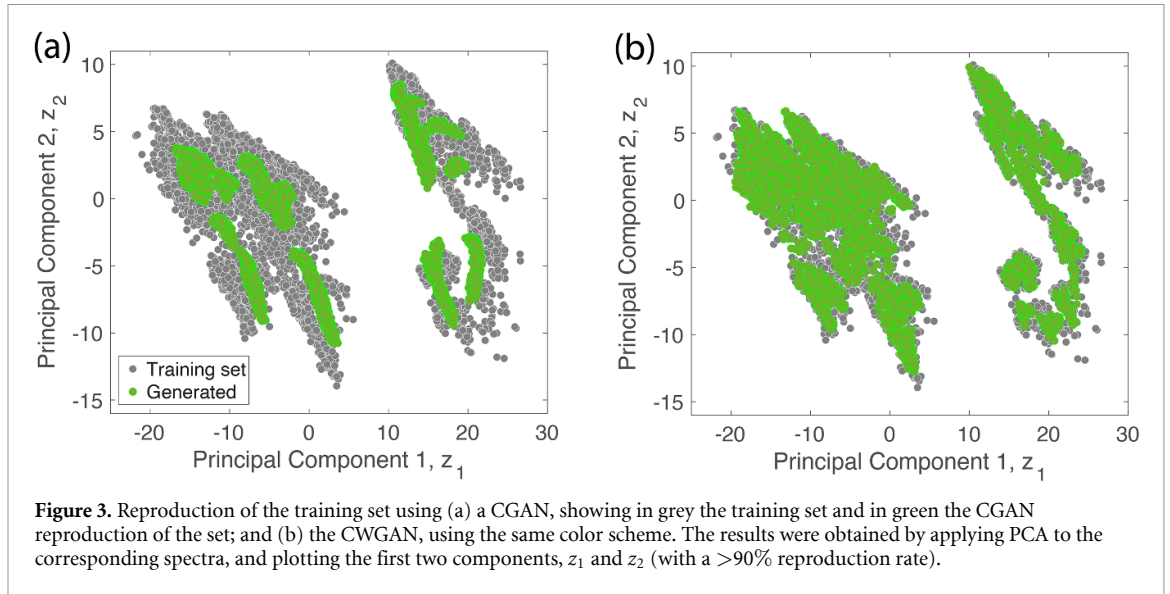 (a)
10
5
0
-5
-10
-15
Principal Component 2, z2
Training set
Generated
-20 -10 0 10 20 30
Principal Component 1, z1
(b)
10
5
0
-5
-10
-15
Principal Component 2, z2
-20 -10 0 10 20 30
Principal Component 1, z1
Figure 3. Reproduction of the training set using (a) a CGAN, showing in grey the training set and in green the CGAN
reproduction of the set; and (b) the CWGAN, using the same color scheme. The results were obtained by applying PCA to the
corresponding spectra, and plotting the first two components, z1 and z2 (with a >90% reproduction rate).